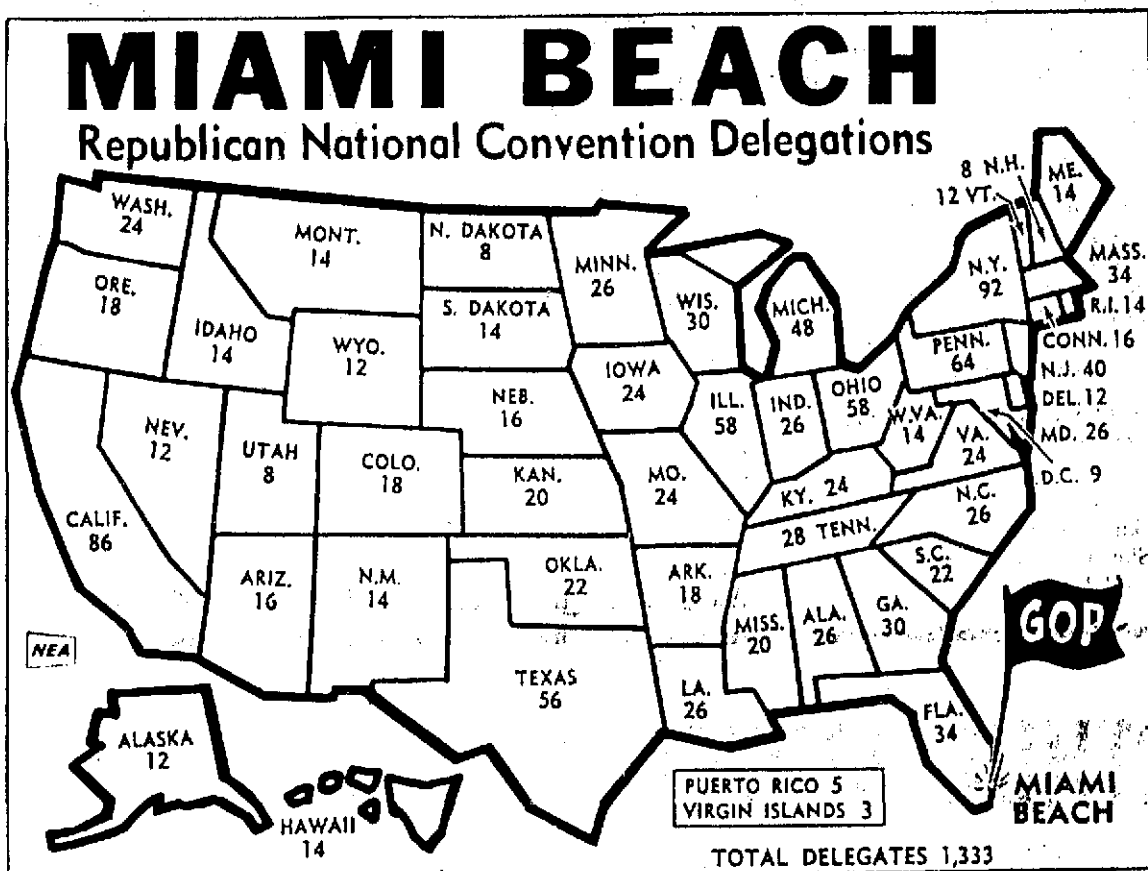 MIAMI BEACH
Republican National Convention Delegations
WASH.
24
ORE.
18
CALIF.
86
NEV.
12
IDAHO
14
MONT.
14
WYO.
12
UTAH
8
COLO.
18
ARIZ.
16
N.M.
14
N. DAKOTA
8
S. DAKOTA
14
NEB.
16
KAN.
20
OKLA.
22
TEXAS
56
MINN.
26
IOWA
24
MO.
24
ARK.
18
LA.
26
WIS.
30
ILL.
58
MICH.
48
IND.
26
OHIO
58
KY. 24
28 TENN.
MISS.
20
ALA.
26
GA.
30
FLA.
34
S.C.
22
N.C.
26
VA.
24
W.VA.
14
PENN.
64
N.Y.
92
12 VT.
8 N.H.
ME.
14
MASS.
34
R.I. 14
CONN. 16
N.J. 40
DEL. 12
MD. 26
D.C. 9
GOP
NEA
ALASKA
12
HAWAII
14
PUERTO RICO 5
VIRGIN ISLANDS 3
MIAMI
BEACH
TOTAL DELEGATES 1,333